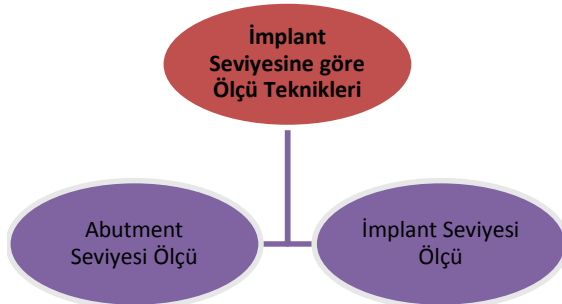 İmplant
Seviyesine göre
Ölçü Teknikleri
Abutment
Seviyesi Ölçü
İmplant Seviyesi
Ölçü